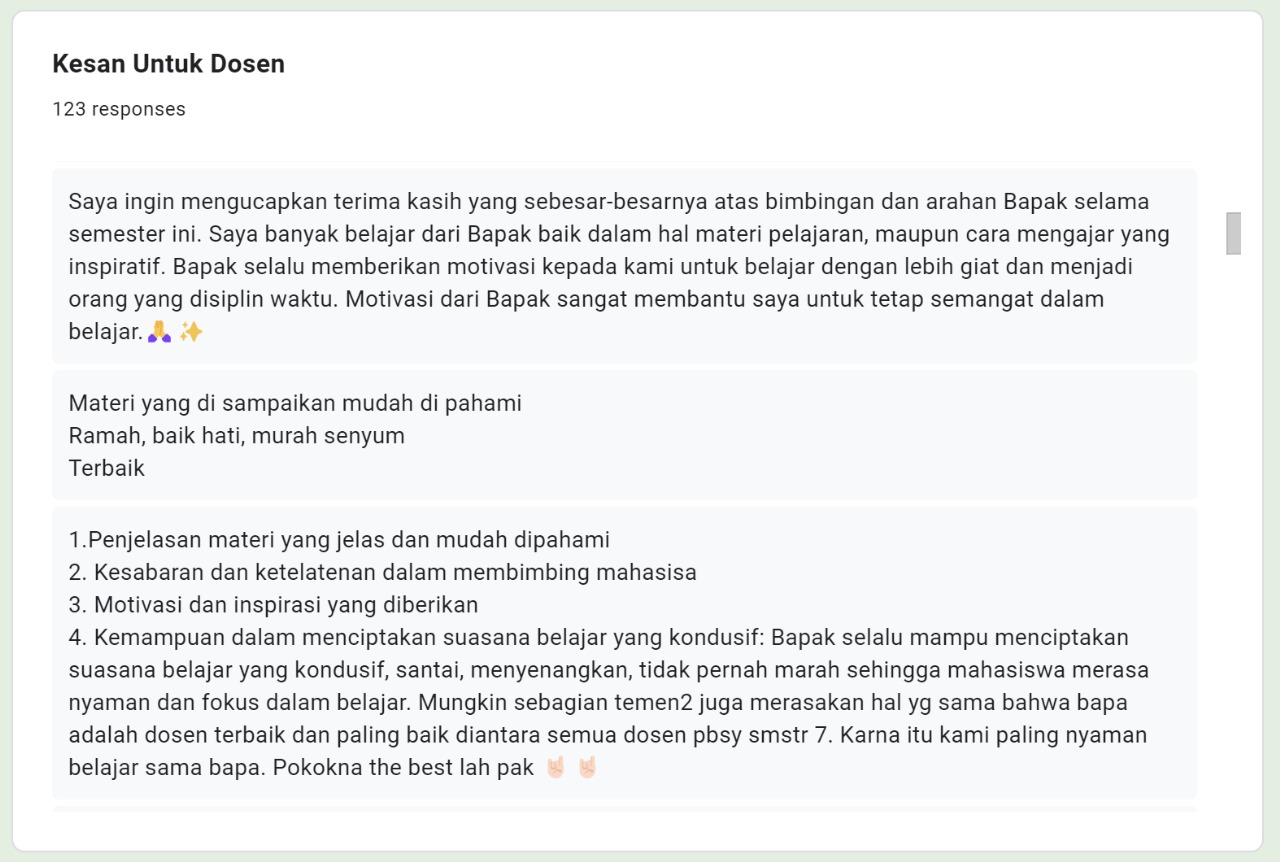 Kesan Untuk Dosen
123 responses
Saya ingin mengucapkan terima kasih yang sebesar-besarnya atas bimbingan dan arahan Bapak selama
semester ini. Saya banyak belajar dari Bapak baik dalam hal materi pelajaran, maupun cara mengajar yang
inspiratif. Bapak selalu memberikan motivasi kepada kami untuk belajar dengan lebih giat dan menjadi
orang yang disiplin waktu. Motivasi dari Bapak sangat membantu saya untuk tetap semangat dalam
belajar.🙏 ✨
Materi yang di sampaikan mudah di pahami
Ramah, baik hati, murah senyum
Terbaik
1.Penjelasan materi yang jelas dan mudah dipahami
2. Kesabaran dan ketelatenan dalam membimbing mahasisa
3. Motivasi dan inspirasi yang diberikan
4. Kemampuan dalam menciptakan suasana belajar yang kondusif: Bapak selalu mampu menciptakan
suasana belajar yang kondusif, santai, menyenangkan, tidak pernah marah sehingga mahasiswa merasa
nyaman dan fokus dalam belajar. Mungkin sebagian temen2 juga merasakan hal yg sama bahwa bapa
adalah dosen terbaik dan paling baik diantara semua dosen pbsy smstr 7. Karna itu kami paling nyaman
belajar sama bapa. Pokokna the best lah pak 🤘🏻 🤘🏻